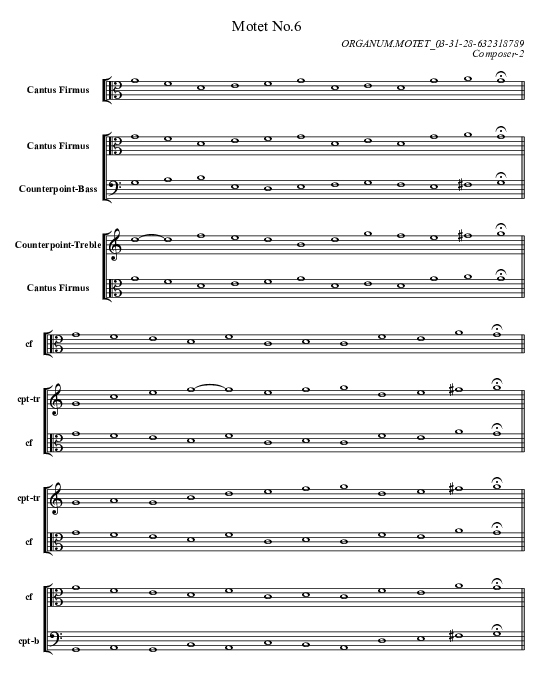 Motet No.6
ORGANUM.MOTET_03-31-28-632318789
Composer-2
Cantus Firmus
Cantus Firmus
Counterpoint-Bass
Counterpoint-Treble
Cantus Firmus
cf
cpt-tr
cf
cpt-tr
cf
cf
cpt-b